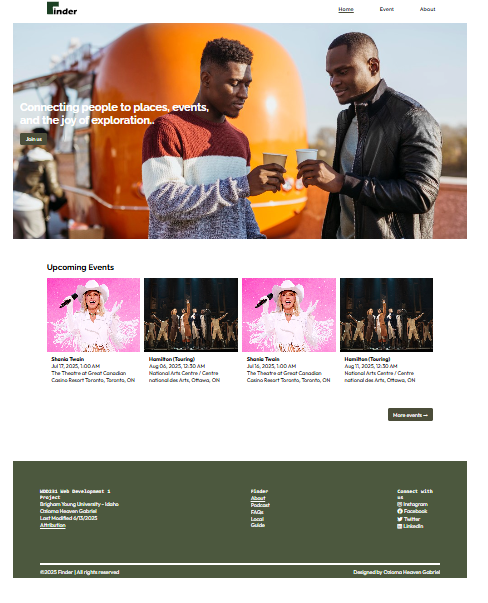 Finder
Home
Event
About
Connecting people to places, events,
and the joy of exploration..
Join us
Upcoming Events
Shania Twain
Jul 17, 2025, 1:00 AM
The Theatre at Great Canadian
Casino Resort Toronto, Toronto, ON
Hamilton (Touring)
Aug 06, 2025, 12:30 AM
National Arts Centre / Centre
national des Arts, Ottawa, ON
Shania Twain
Jul 16, 2025, 1:00 AM
The Theatre at Great Canadian
Casino Resort Toronto, Toronto, ON
Hamilton (Touring)
Aug 11, 2025, 12:30 AM
National Arts Centre / Centre
national des Arts, Ottawa, ON
More events →
WDD231 Web Development 1
Project
Brigham Young University - Idaho
Ozioma Heaven Gabriel
Last Modified 6/13/2025
Attribution
Finder
About
Podcast
FAQs
Local
Guide
Connect with
us
Instagram
Facebook
Twitter
LinkedIn
©2025 Finder | All rights reserved
Designed by Ozioma Heaven Gabriel